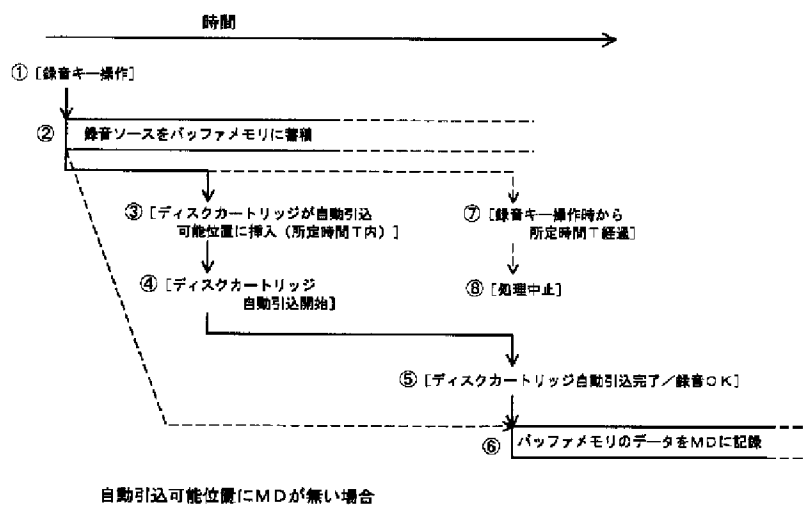 時間
① [録音キー操作]
② 録音ソースをバッファメモリに蓄積
③ [ディスクカートリッジが自動引込
可能位置に挿入（所定時間T内）]
⑦ [録音キー操作時から
所定時間T経過]
④ [ディスクカートリッジ
自動引込開始]
⑧ [処理中止]
⑤ [ディスクカートリッジ自動引込完了／録音OK]
⑥ バッファメモリのデータをMDに記録
自動引込可能位置にMDが無い場合